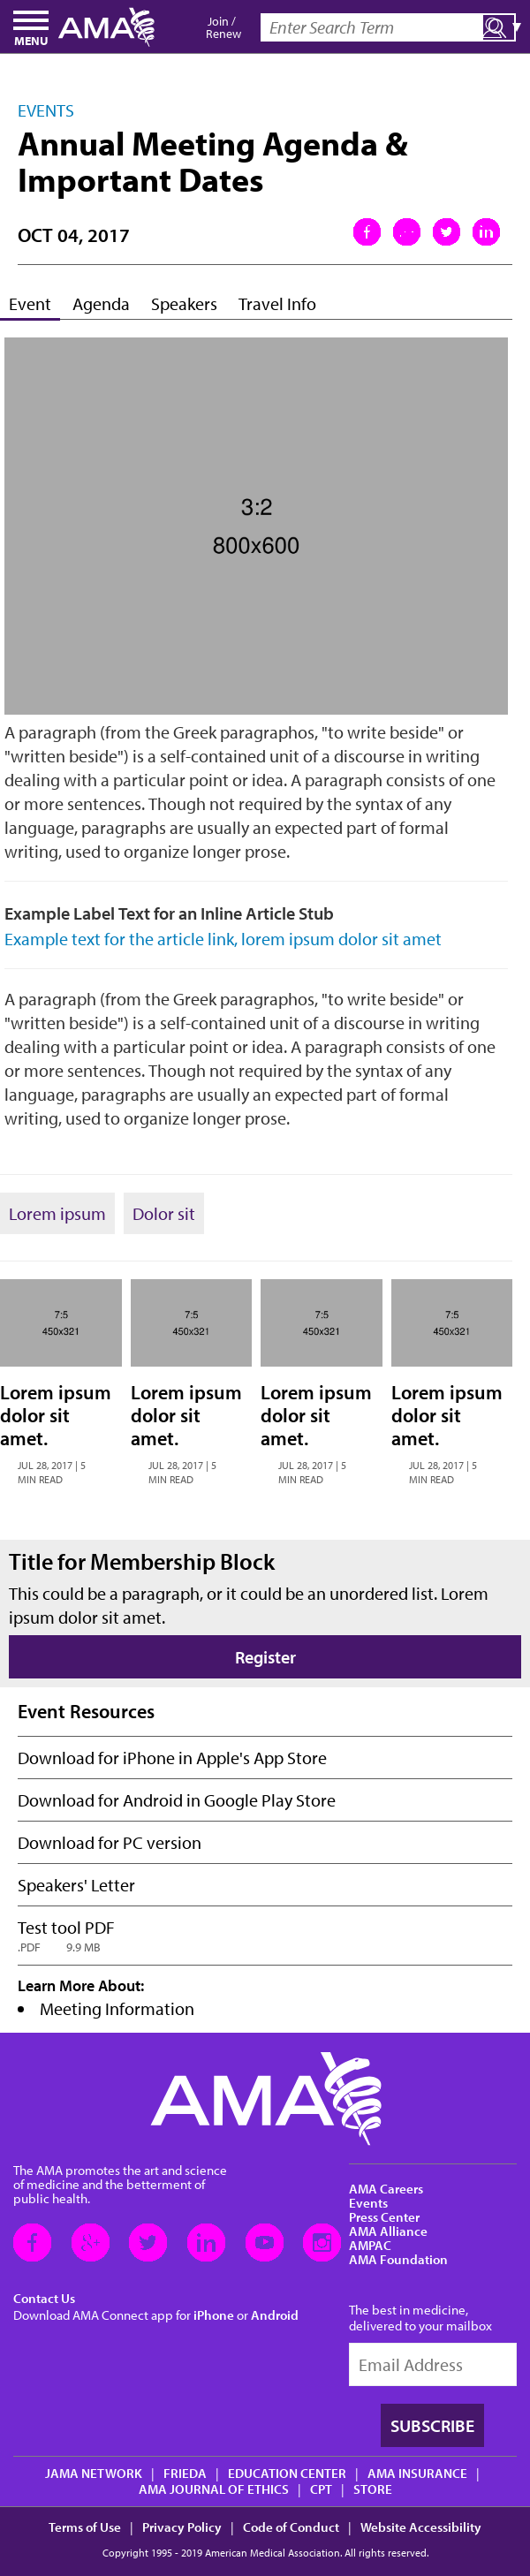 MENU
AMA
Join /
Renew
Enter Search Term
EVENTS
Annual Meeting Agenda &
Important Dates
OCT 04, 2017
Event Agenda Speakers Travel Info
3:2
800x600
A paragraph (from the Greek paragraphos, "to write beside" or
"written beside") is a self-contained unit of a discourse in writing
dealing with a particular point or idea. A paragraph consists of one
or more sentences. Though not required by the syntax of any
language, paragraphs are usually an expected part of formal
writing, used to organize longer prose.
Example Label Text for an Inline Article Stub
Example text for the article link, lorem ipsum dolor sit amet
A paragraph (from the Greek paragraphos, "to write beside" or
"written beside") is a self-contained unit of a discourse in writing
dealing with a particular point or idea. A paragraph consists of one
or more sentences. Though not required by the syntax of any
language, paragraphs are usually an expected part of formal
writing, used to organize longer prose.
Lorem ipsum Dolor sit
7:5
450x321
Lorem ipsum
dolor sit
amet.
JUL 28, 2017 | 5
MIN READ
7:5
450x321
Lorem ipsum
dolor sit
amet.
JUL 28, 2017 | 5
MIN READ
7:5
450x321
Lorem ipsum
dolor sit
amet.
JUL 28, 2017 | 5
MIN READ
7:5
450x321
Lorem ipsum
dolor sit
amet.
JUL 28, 2017 | 5
MIN READ
Title for Membership Block
This could be a paragraph, or it could be an unordered list. Lorem
ipsum dolor sit amet.
Register
Event Resources
Download for iPhone in Apple's App Store
Download for Android in Google Play Store
Download for PC version
Speakers' Letter
Test tool PDF
.PDF 9.9 MB
Learn More About:
• Meeting Information
AMA
The AMA promotes the art and science
of medicine and the betterment of
public health.
Contact Us
Download AMA Connect app for iPhone or Android
AMA Careers
Events
Press Center
AMA Alliance
AMPAC
AMA Foundation
The best in medicine,
delivered to your mailbox
Email Address
SUBSCRIBE
JAMA NETWORK | FRIEDA | EDUCATION CENTER | AMA INSURANCE |
AMA JOURNAL OF ETHICS | CPT | STORE
Terms of Use | Privacy Policy | Code of Conduct | Website Accessibility
Copyright 1995 - 2019 American Medical Association. All rights reserved.